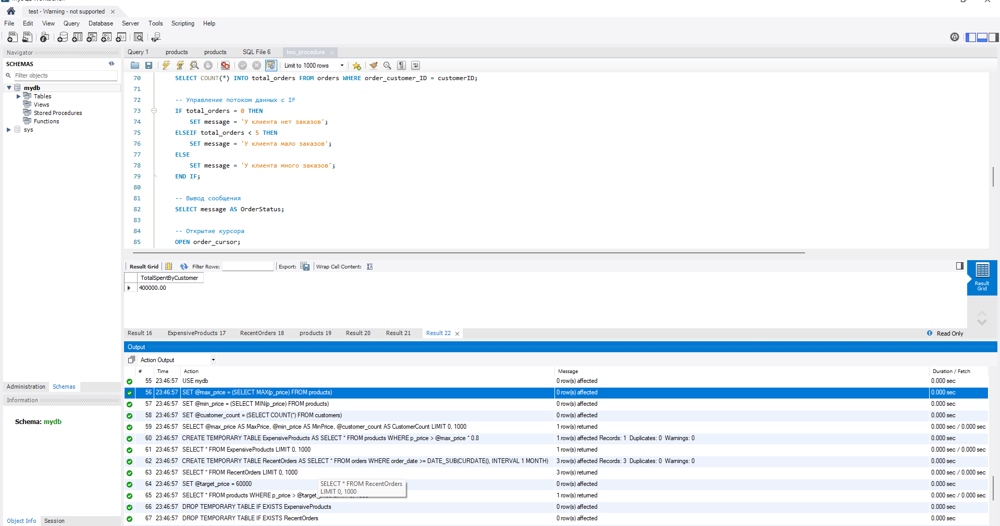 test - Warning - not supported
File Edit View Query Database Server Tools Scripting Help
Navigator
SCHEMAS
Filter objects
mydb
Tables
Views
Stored Procedures
Functions
sys
Administration Schemas
Information
Schema: mydb
Object Info Session
Query 1 products products SQL File 6 two_procedure
Limit to 1000 rows
70 SELECT COUNT(*) INTO total_orders FROM orders WHERE order_customer_ID = customerID;
71
72 -- Управление потоком данных с IF
73 IF total_orders = 0 THEN
74 SET message = 'У клиента нет заказов';
75 ELSEIF total_orders < 5 THEN
76 SET message = 'У клиента мало заказов';
77 ELSE
78 SET message = 'У клиента много заказов';
79 END IF;
80
81 -- Вывод сообщения
82 SELECT message AS OrderStatus;
83
84 -- Открытие курсора
85 OPEN order_cursor;
Result Grid Filter Rows: Export: Wrap Cell Content:
TotalSpentByCustomer
400000.00
Result
Grid
Result 16 ExpensiveProducts 17 RecentOrders 18 products 19 Result 20 Result 21 Result 22 Read Only
Output
Action Output
# Time Action Message Duration / Fetch
55 23:46:57 USE mydb 0 row(s) affected 0.000 sec
56 23:46:57 SET @max_price = (SELECT MAX(p_price) FROM products) 0 row(s) affected 0.000 sec
57 23:46:57 SET @min_price = (SELECT MIN(p_price) FROM products) 0 row(s) affected 0.000 sec
58 23:46:57 SET @customer_count = (SELECT COUNT(*) FROM customers) 0 row(s) affected 0.000 sec
59 23:46:57 SELECT @max_price AS MaxPrice, @min_price AS MinPrice, @customer_count AS CustomerCount LIMIT 0, 1000 1 row(s) returned 0.000 sec / 0.000 sec
60 23:46:57 CREATE TEMPORARY TABLE ExpensiveProducts AS SELECT * FROM products WHERE p_price > @max_price * 0.8 1 row(s) affected Records: 1 Duplicates: 0 Warnings: 0 0.000 sec
61 23:46:57 SELECT * FROM ExpensiveProducts LIMIT 0, 1000 1 row(s) returned 0.000 sec / 0.000 sec
62 23:46:57 CREATE TEMPORARY TABLE RecentOrders AS SELECT * FROM orders WHERE order_date >= DATE_SUB(CURDATE(), INTERVAL 1 MONTH) 3 row(s) affected Records: 3 Duplicates: 0 Warnings: 0 0.000 sec
63 23:46:57 SELECT * FROM RecentOrders LIMIT 0, 1000 3 row(s) returned 0.000 sec / 0.000 sec
64 23:46:57 SET @target_price = 60000 0 row(s) affected 0.000 sec
SELECT * FROM RecentOrders
LIMIT 0, 1000
65 23:46:57 SELECT * FROM products WHERE p_price > @target_ 1 row(s) returned 0.000 sec / 0.000 sec
66 23:46:57 DROP TEMPORARY TABLE IF EXISTS ExpensiveProducts 0 row(s) affected 0.000 sec
67 23:46:57 DROP TEMPORARY TABLE IF EXISTS RecentOrders 0 row(s) affected 0.000 sec